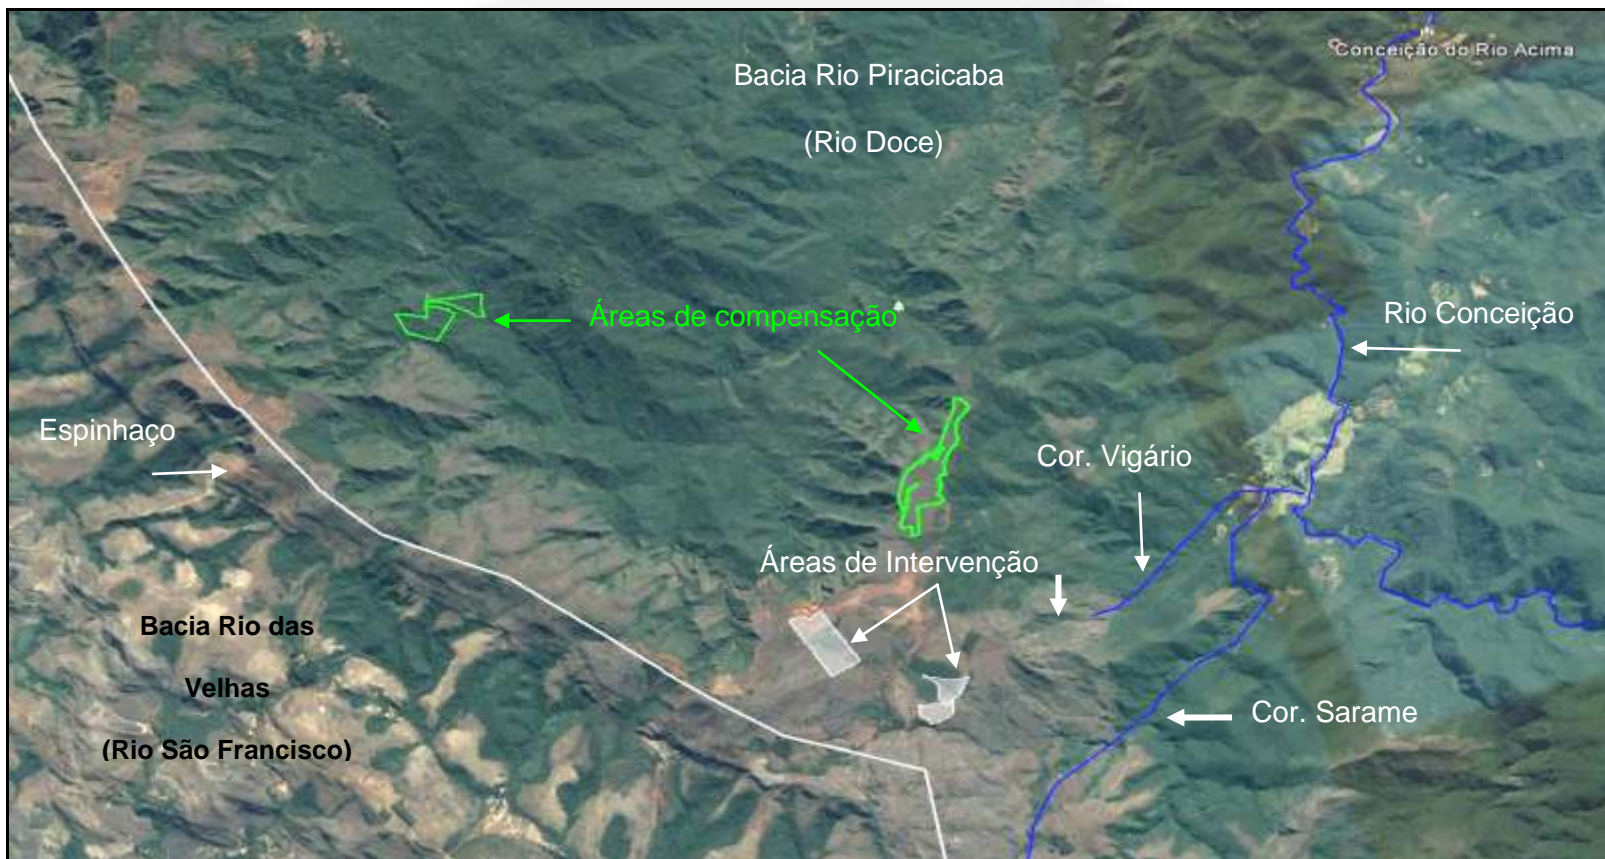 Conceição do Rio Acima
Bacia Rio Piracicaba
(Rio Doce)
Áreas de compensação
Rio Conceição
Espinhaço
Cor. Vigário
Áreas de Intervenção
Bacia Rio das
Velhas
(Rio São Francisco)
Cor. Sarame